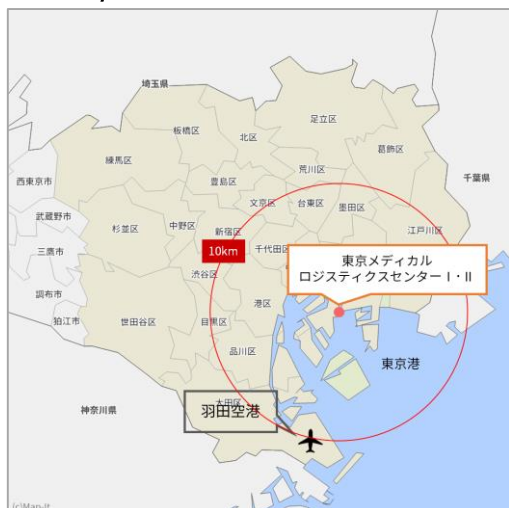 埼玉県
足立区
板橋区
北区
葛飾区
練馬区
荒川区
千葉県
西東京市
豊島区
文京区
台東区
墨田区
武蔵野市
杉並区
中野区
新宿区
江戸川区
10km
千代田区
三鷹市
東京メディカル
ロジスティクスセンターⅠ・Ⅱ
渋谷区
調布市
港区
狛江市
世田谷区
目黒区
品川区
東京港
大田区
神奈川県
羽田空港
(c)Map-It